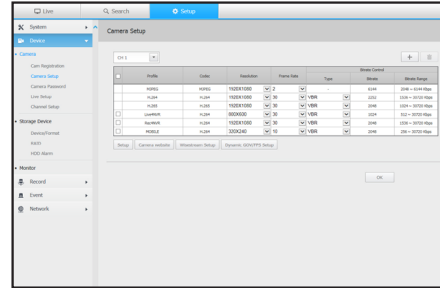 Live
Search
Setup
System
Device
Camera
Cam Registration
Camera Setup
Camera Password
Live Setup
Channel Setup
Storage Device
Device/Format
RAID
HDD Alarm
Monitor
Record
Event
Network
Camera Setup
CH 1
Profile Codec Resolution Frame Rate Bitrate Control
Type Bitrate Bitrate Range
MJPEG MJPEG 1920X1080 2 - 6144 2048 ~ 6144 Kbps
H.264 H.264 1920X1080 30 VBR 2252 1536 ~ 30720 Kbps
H.265 H.265 1920X1080 30 VBR 2048 1024 ~ 30720 Kbps
Live4NVR H.264 800X600 30 VBR 1024 512 ~ 30720 Kbps
Rec4NVR H.264 1920X1080 30 VBR 2048 1536 ~ 30720 Kbps
MOBILE H.264 320X240 10 VBR 2048 256 ~ 30720 Kbps
Setup Camera website Wisestream Setup Dynamic GOV/FPS Setup
OK